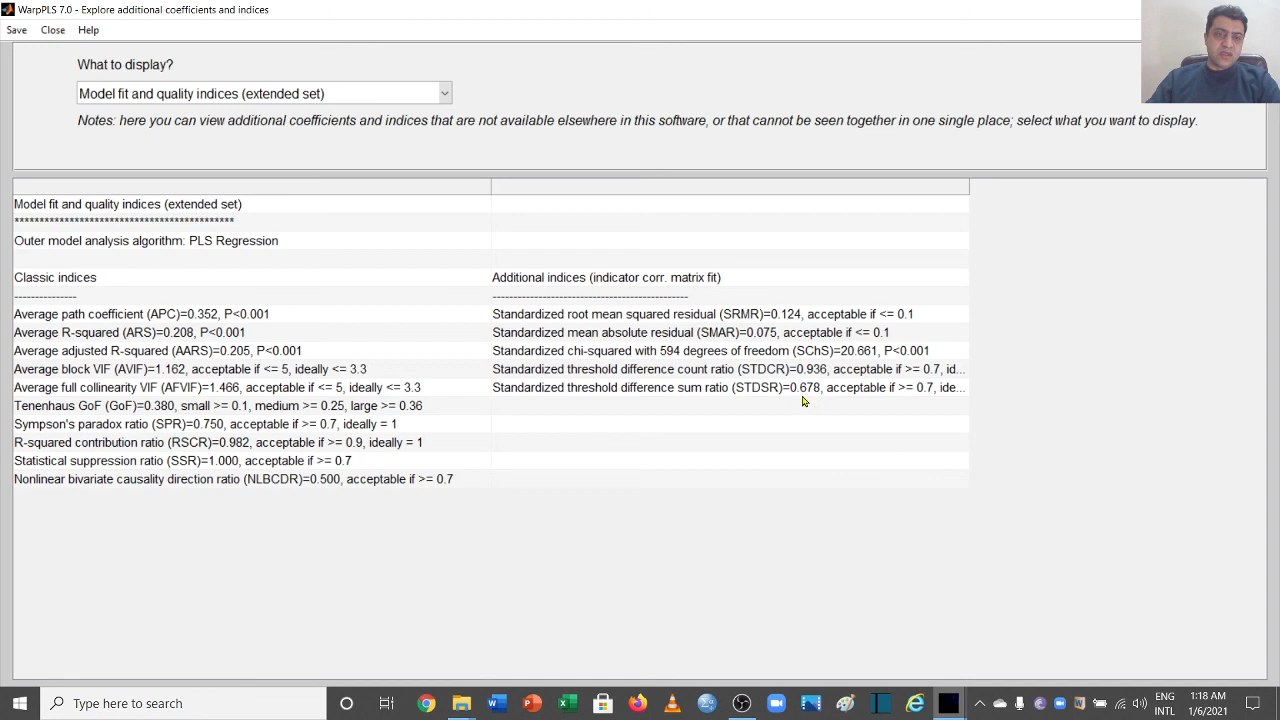 WarpPLS 7.0 - Explore additional coefficients and indices
Save Close Help
What to display?
Model fit and quality indices (extended set)
Notes: here you can view additional coefficients and indices that are not available elsewhere in this software, or that cannot be seen together in one single place; select what you want to display.
Model fit and quality indices (extended set)
********************************************
Outer model analysis algorithm: PLS Regression
Classic indices
---------------
Average path coefficient (APC)=0.352, P<0.001
Average R-squared (ARS)=0.208, P<0.001
Average adjusted R-squared (AARS)=0.205, P<0.001
Average block VIF (AVIF)=1.162, acceptable if <= 5, ideally <= 3.3
Average full collinearity VIF (AFVIF)=1.466, acceptable if <= 5, ideally <= 3.3
Tenenhaus GoF (GoF)=0.380, small >= 0.1, medium >= 0.25, large >= 0.36
Sympson's paradox ratio (SPR)=0.750, acceptable if >= 0.7, ideally = 1
R-squared contribution ratio (RSCR)=0.982, acceptable if >= 0.9, ideally = 1
Statistical suppression ratio (SSR)=1.000, acceptable if >= 0.7
Nonlinear bivariate causality direction ratio (NLBCDR)=0.500, acceptable if >= 0.7
Additional indices (indicator corr. matrix fit)
-----------------------------------------------
Standardized root mean squared residual (SRMR)=0.124, acceptable if <= 0.1
Standardized mean absolute residual (SMAR)=0.075, acceptable if <= 0.1
Standardized chi-squared with 594 degrees of freedom (SChS)=20.661, P<0.001
Standardized threshold difference count ratio (STDCR)=0.936, acceptable if >= 0.7, id...
Standardized threshold difference sum ratio (STDSR)=0.678, acceptable if >= 0.7, ide...
Type here to search
ENG
INTL
1:18 AM
1/6/2021